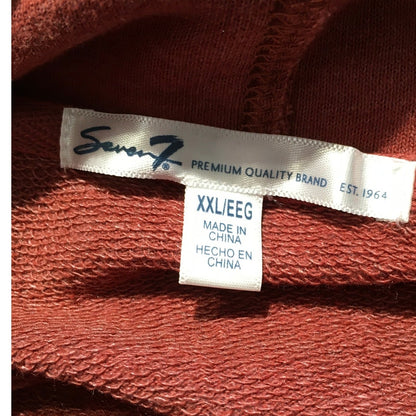 Seven7® PREMIUM QUALITY BRAND EST. 1964
XXL/EEG
MADE IN
CHINA
HECHO EN
CHINA